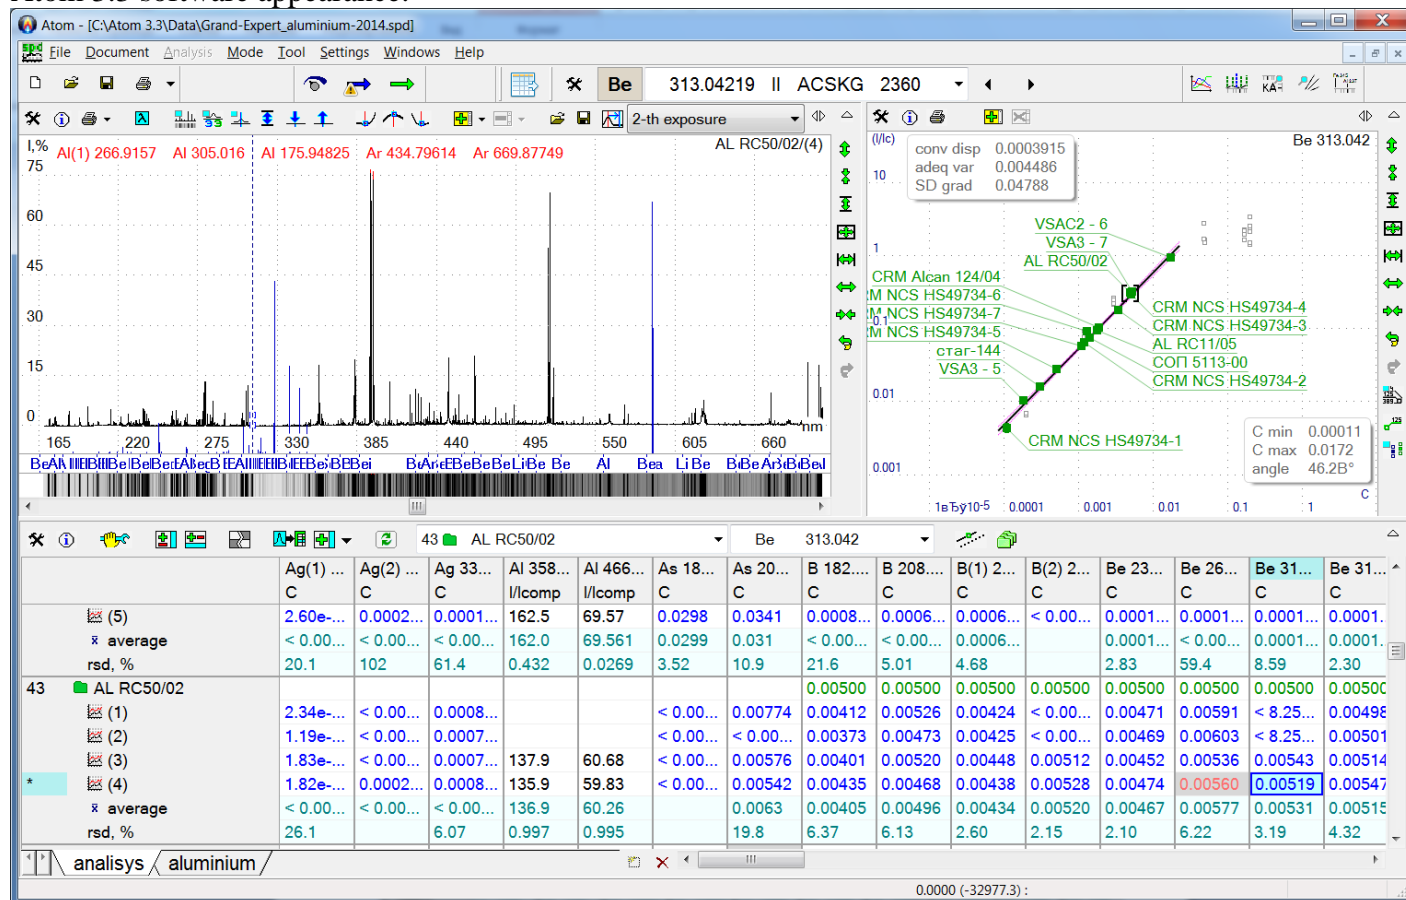 Atom 3.3 software appearance.
Atom - [C:\Atom 3.3\Data\Grand-Expert_aluminium-2014.spd]
File Document Analysis Mode Tool Settings Windows Help
Be 313.04219 II ACSKG 2360
2-th exposure
I,% Al(1) 266.9157 Al 305.016 Al 175.94825 Ar 434.79614 Ar 669.87749
AL RC50/02/(4)
75
60
45
30
15
0
nm
165 220 275 330 385 440 495 550 605 660
(I/Ic)
Be 313.042
conv disp 0.0003915
adeq var 0.004486
SD grad 0.04788
10
1
0.1
0.01
0.001
VSAC2 - 6
VSA3 - 7
AL RC50/02
CRM Alcan 124/04
M NCS HS49734-6
M NCS HS49734-7
M NCS HS49734-5
стаг-144
VSA3 - 5
CRM NCS HS49734-4
CRM NCS HS49734-3
AL RC11/05
СОП 5113-00
CRM NCS HS49734-2
CRM NCS HS49734-1
C min 0.00011
C max 0.0172
angle 46.2В°
C
1вЂў10-5 0.0001 0.001 0.01 0.1 1
43 AL RC50/02 Be 313.042
Ag(1) ... Ag(2) ... Ag 33... Al 358... Al 466... As 18... As 20... B 182.... B 208.... B(1) 2... B(2) 2... Be 23... Be 26... Be 31... Be 31...
C C C I/Icomp I/Icomp C C C C C C C C C C
(5) 2.60e-... 0.0002... 0.0001... 162.5 69.57 0.0298 0.0341 0.0008... 0.0006... 0.0006... < 0.00... 0.0001... 0.0001... 0.0001... 0.0001.
x average < 0.00... < 0.00... < 0.00... 162.0 69.561 0.0299 0.031 < 0.00... < 0.00... 0.0006... 0.0001... < 0.00... 0.0001... 0.0001.
rsd, % 20.1 102 61.4 0.432 0.0269 3.52 10.9 21.6 5.01 4.68 2.83 59.4 8.59 2.30
43 AL RC50/02 0.00500 0.00500 0.00500 0.00500 0.00500 0.00500 0.00500 0.00500
(1) 2.34e-... < 0.00... 0.0008... < 0.00... 0.00774 0.00412 0.00526 0.00424 < 0.00... 0.00471 0.00591 < 8.25... 0.00498
(2) 1.19e-... < 0.00... 0.0007... < 0.00... < 0.00... 0.00373 0.00473 0.00425 < 0.00... 0.00469 0.00603 < 8.25... 0.00501
(3) 1.83e-... < 0.00... 0.0007... 137.9 60.68 < 0.00... 0.00576 0.00401 0.00520 0.00448 0.00512 0.00452 0.00536 0.00543 0.00514
* (4) 1.82e-... 0.0002... 0.0008... 135.9 59.83 < 0.00... 0.00542 0.00435 0.00468 0.00438 0.00528 0.00474 0.00560 0.00519 0.00547
x average < 0.00... < 0.00... < 0.00... 136.9 60.26 0.0063 0.00405 0.00496 0.00434 0.00520 0.00467 0.00577 0.00531 0.00515
rsd, % 26.1 6.07 0.997 0.995 19.8 6.37 6.13 2.60 2.15 2.10 6.22 3.19 4.32
analisys aluminium
0.0000 (-32977.3) :